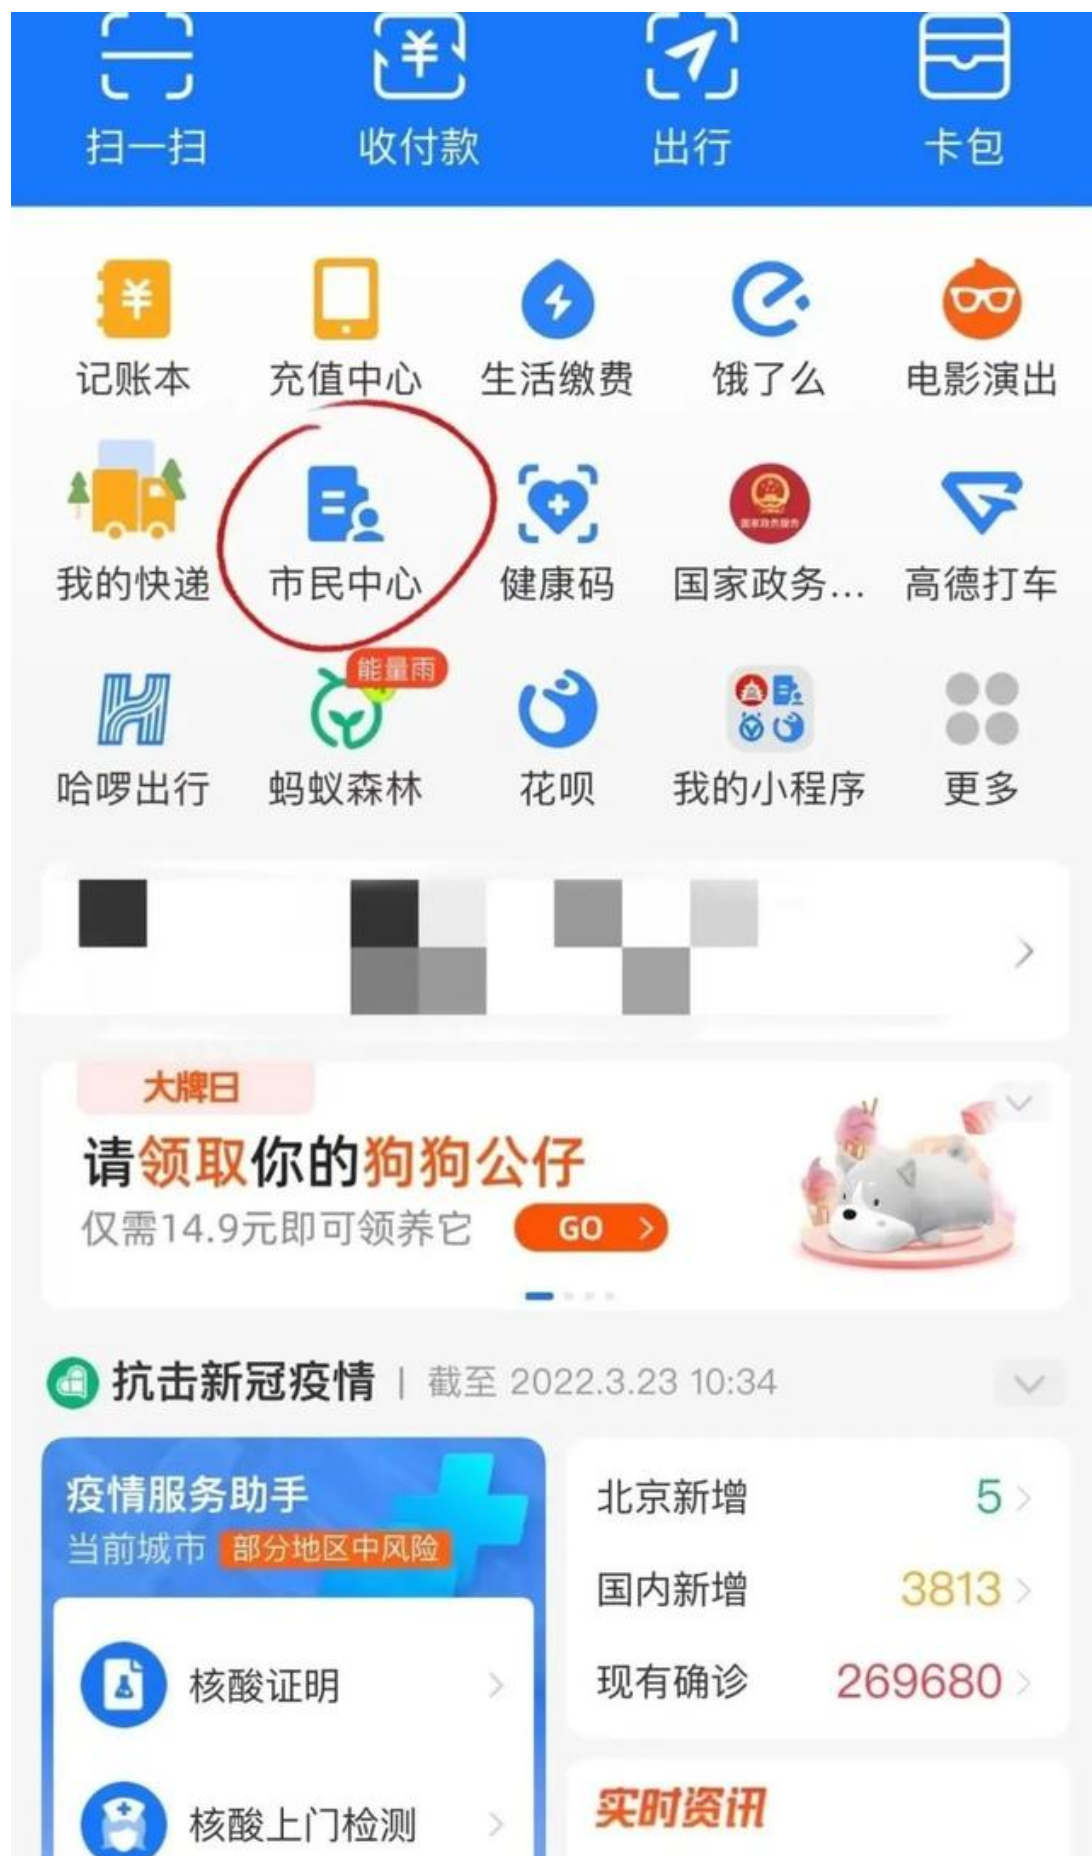 扫一扫 收付款 出行 卡包
记账本 充值中心 生活缴费 饿了么 电影演出
国家政务服务
我的快递 市民中心 健康码 国家政务... 高德打车
能量雨
哈啰出行 蚂蚁森林 花呗 我的小程序 更多
大牌日
请领取你的狗狗公仔
仅需14.9元即可领养它 GO >
抗击新冠疫情 | 截至 2022.3.23 10:34
疫情服务助手
当前城市 部分地区中风险
核酸证明
核酸上门检测
北京新增 5
国内新增 3813
现有确诊 269680
实时资讯